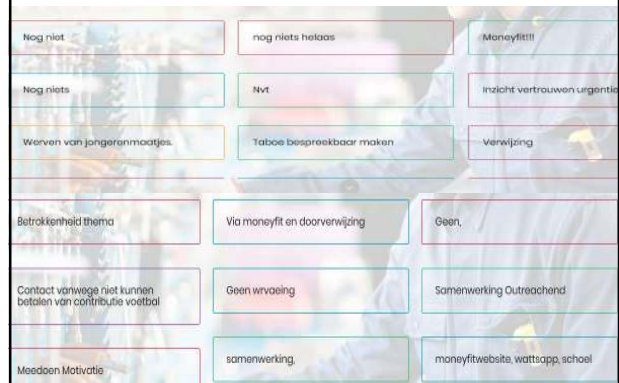 Nog niet
nog niets helaas
Moneyfit!!!
Nog niets
Nvt
Inzicht vertrouwen urgentie
Werven van jongerenmaatjes.
Taboe bespreekbaar maken
Verwijzing
Betrokkenheid thema
Via moneyfit en doorverwijzing
Geen,
Contact vanwege niet kunnen
betalen van contributie voetbal
Geen wrvaeing
Samenwerking Outreachend
Meedoen Motivatie
samenwerking,
moneyfitwebsite, wattsapp, schoel